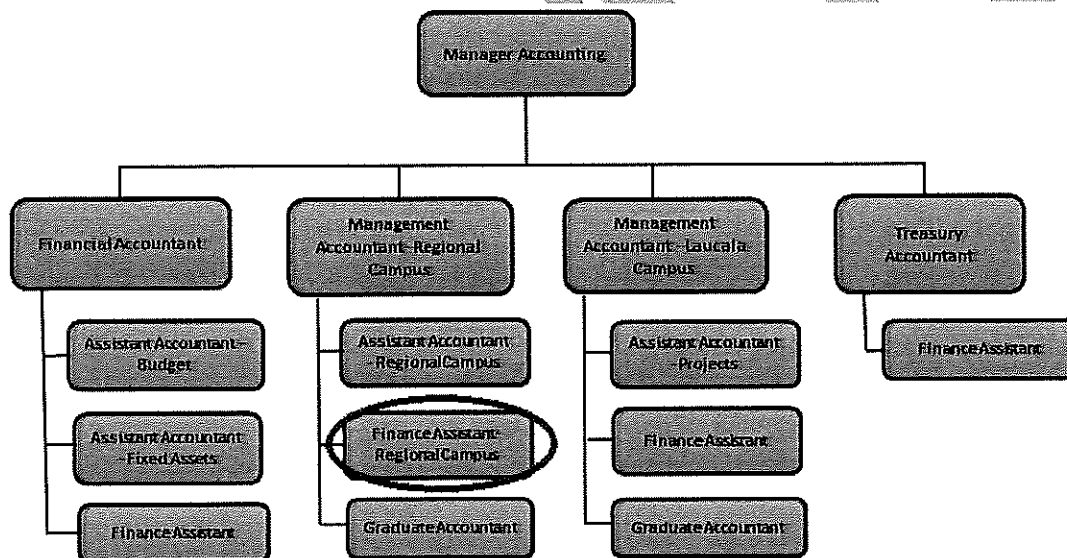 Manager Accounting
Financial Accountant
Management
Accountant-Regional
Campus
Management
Accountant-Laucala
Campus
Treasury
Accountant
Assistant Accountant-
Budget
Assistant Accountant
-Regional Campus
Assistant Accountant
-Projects
Finance Assistant
Assistant Accountant
-Fixed Assets
Finance Assistant-
Regional Campus
Finance Assistant
Finance Assistant
Graduate Accountant
Graduate Accountant